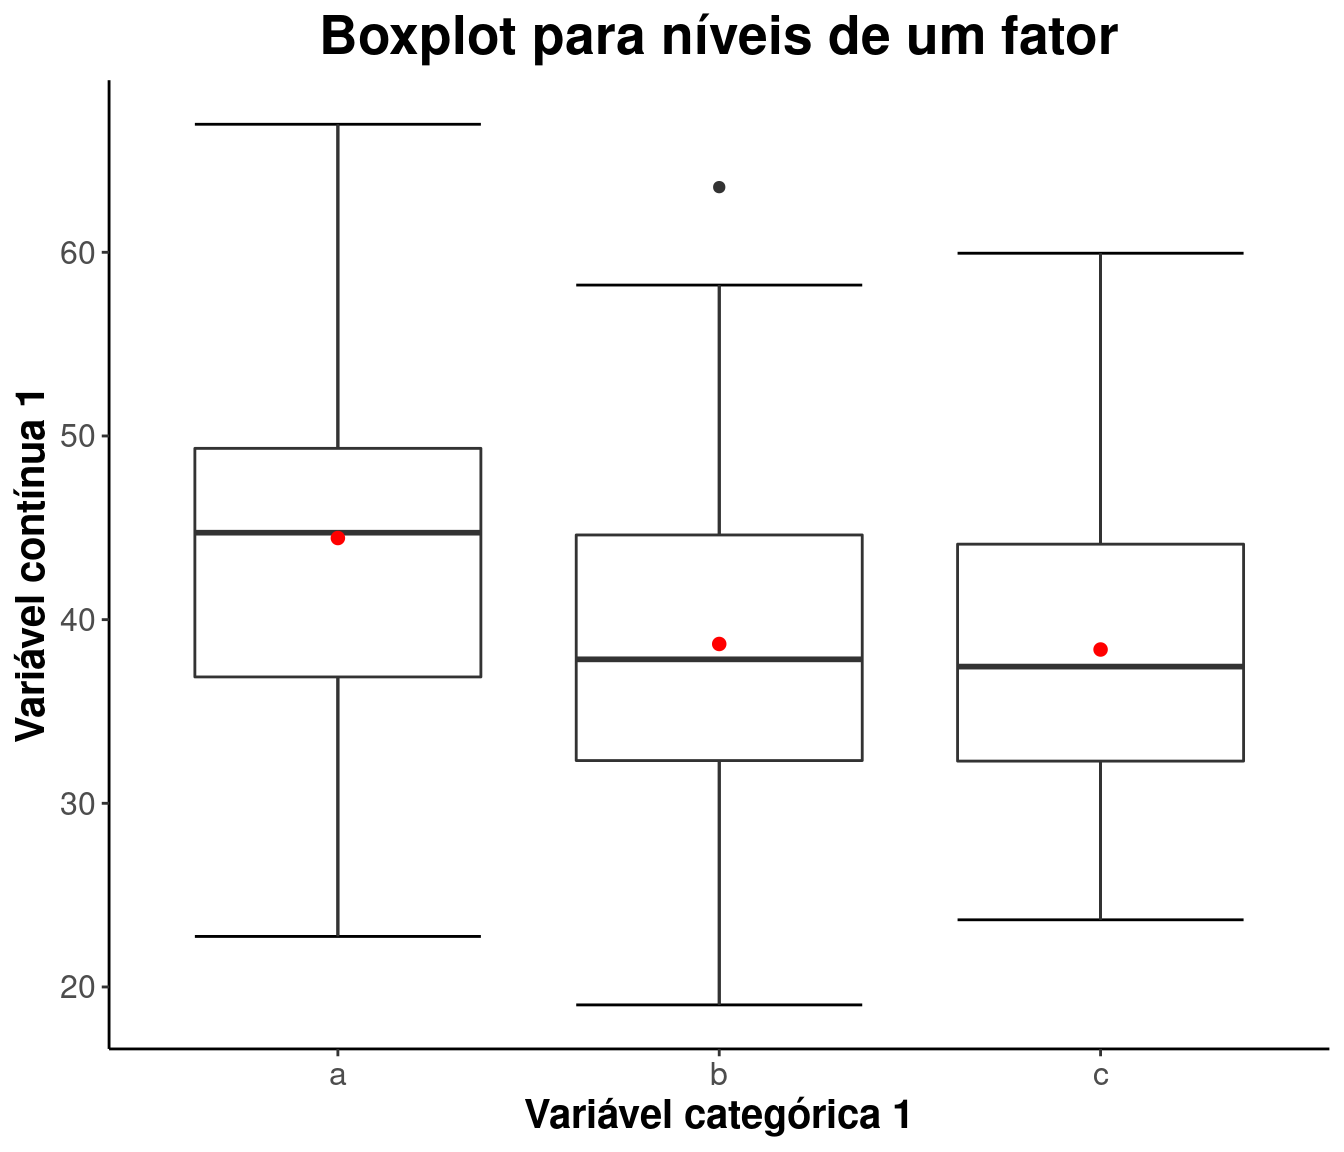 Boxplot para níveis de um fator
Variável contínua 1
60
50
40
30
20
a b c
Variável categórica 1